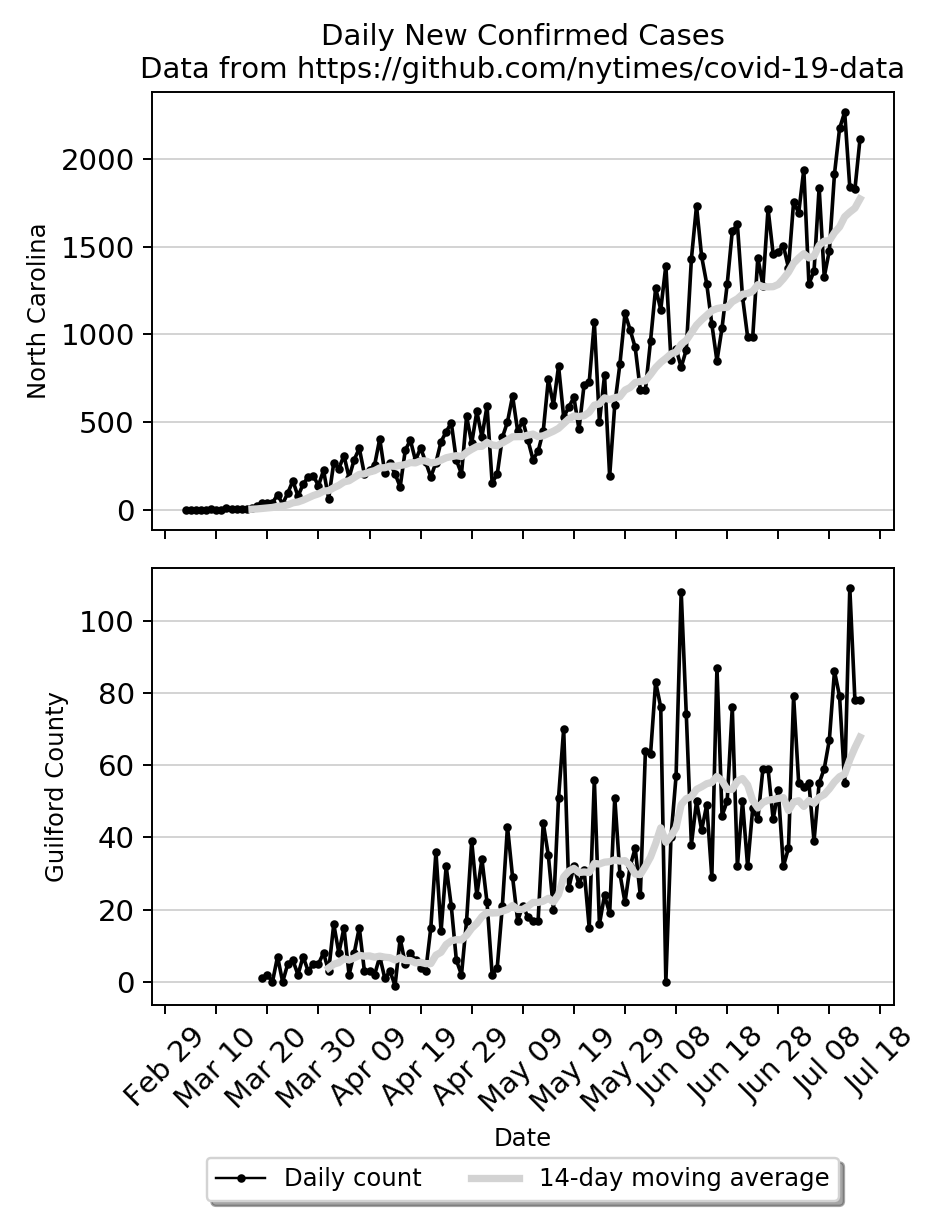 Daily New Confirmed Cases
Data from https://github.com/nytimes/covid-19-data
2000
1500
1000
500
0
North Carolina
100
80
60
40
20
0
Guilford County
Feb 29
Mar 10
Mar 20
Mar 30
Apr 09
Apr 19
Apr 29
May 09
May 19
May 29
Jun 08
Jun 18
Jun 28
Jul 08
Jul 18
Date
Daily count
14-day moving average